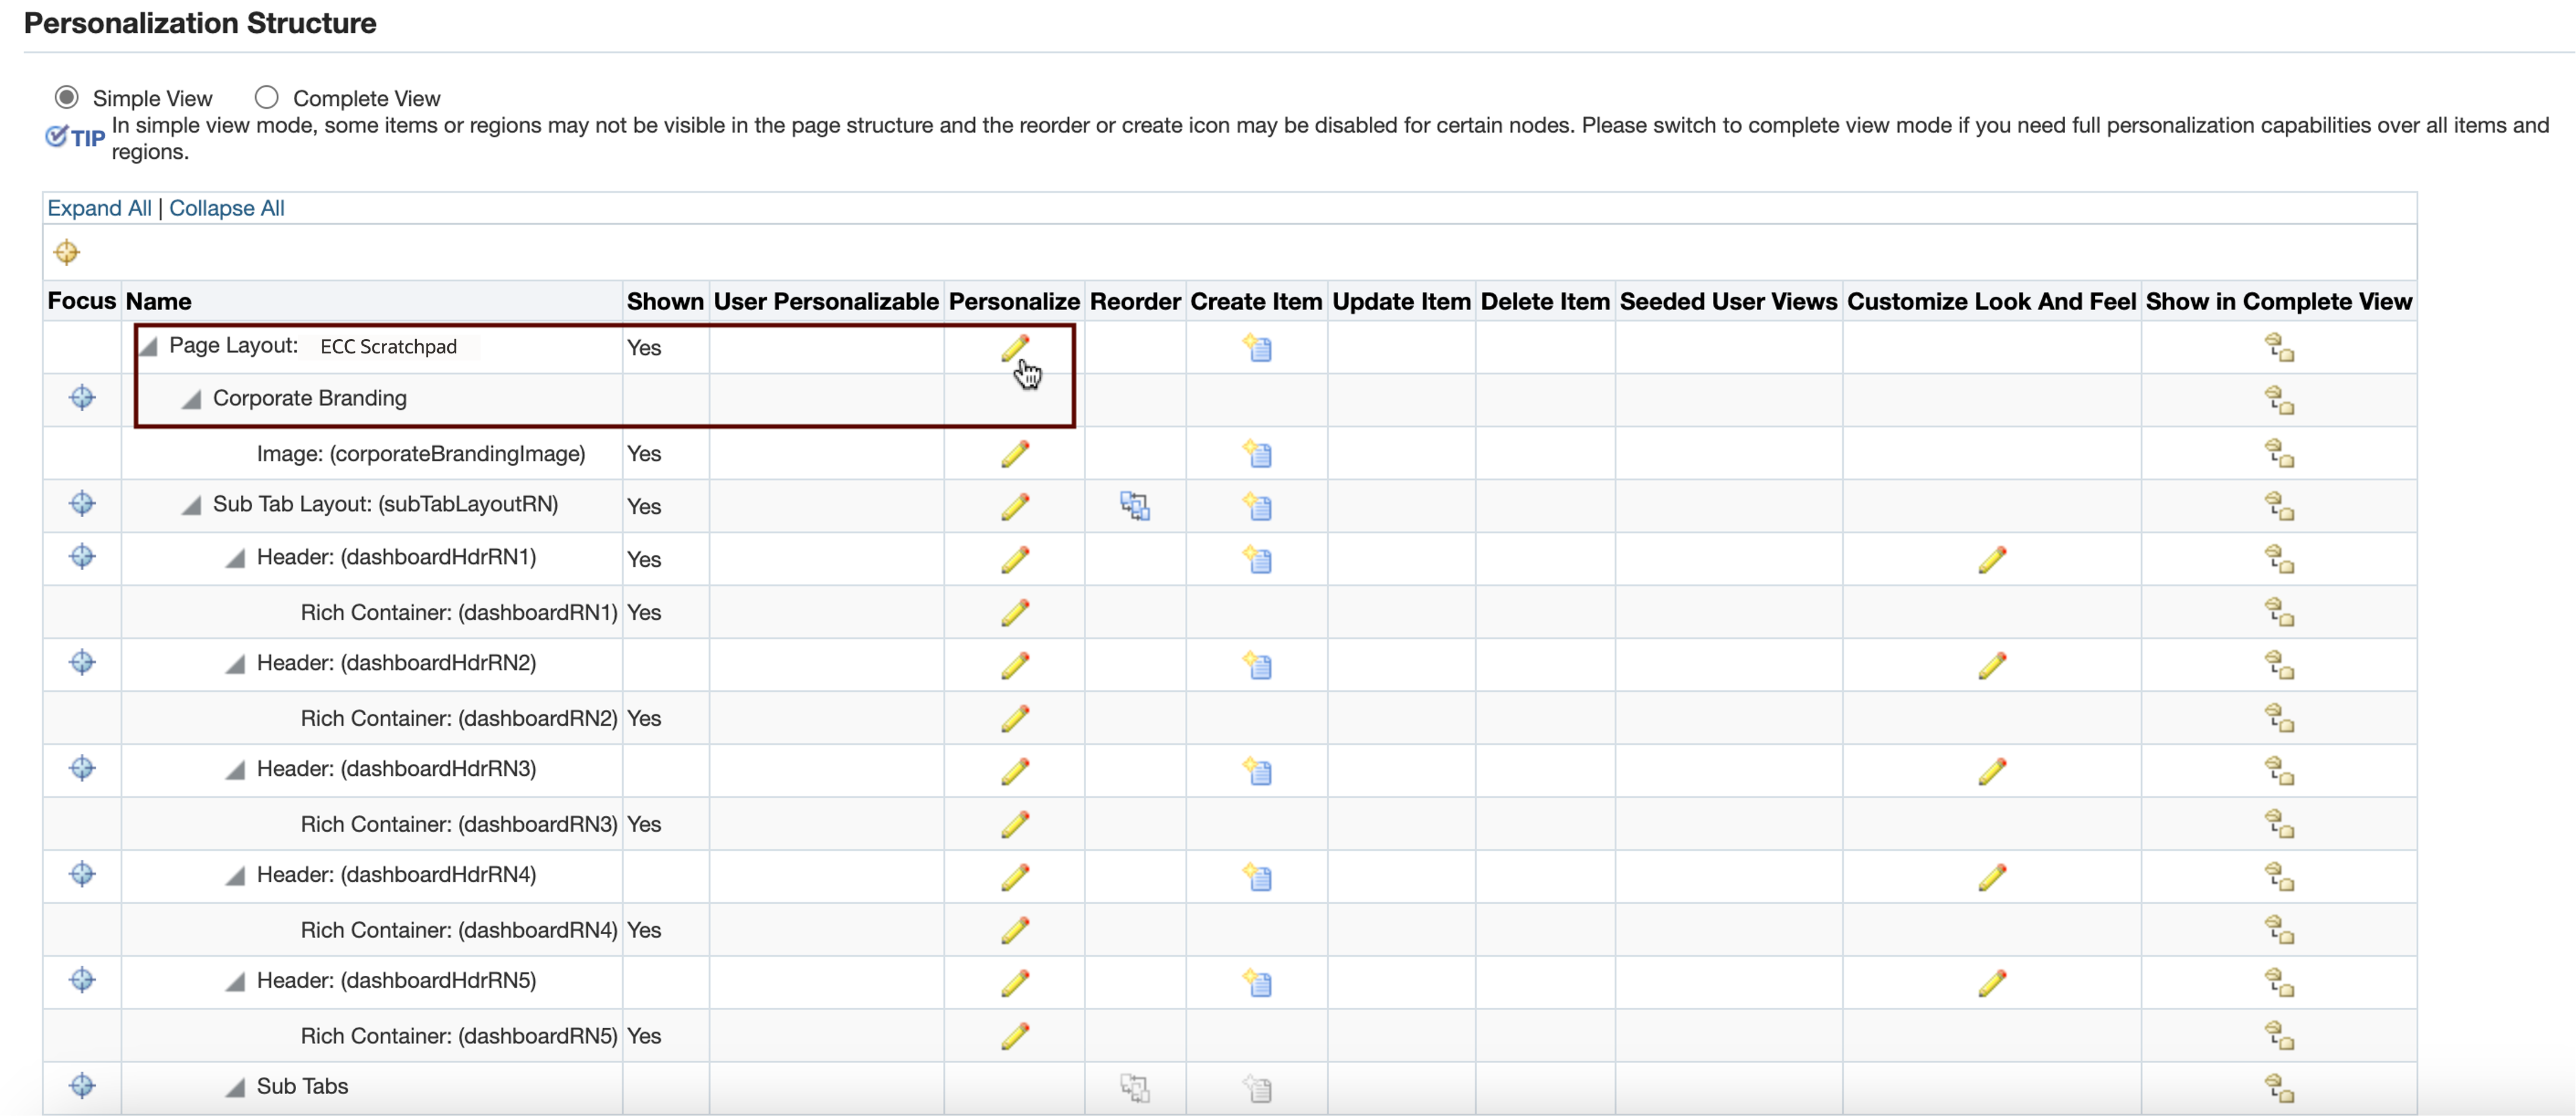 Personalization Structure
Simple View Complete View
TIP In simple view mode, some items or regions may not be visible in the page structure and the reorder or create icon may be disabled for certain nodes. Please switch to complete view mode if you need full personalization capabilities over all items and
regions.
Expand All | Collapse All
Focus Name Shown User Personalizable Personalize Reorder Create Item Update Item Delete Item Seeded User Views Customize Look And Feel Show in Complete View
Page Layout: ECC Scratchpad Yes
Corporate Branding
Image: (corporateBrandingImage) Yes
Sub Tab Layout: (subTabLayoutRN) Yes
Header: (dashboardHdrRN1) Yes
Rich Container: (dashboardRN1) Yes
Header: (dashboardHdrRN2)
Rich Container: (dashboardRN2) Yes
Header: (dashboardHdrRN3)
Rich Container: (dashboardRN3) Yes
Header: (dashboardHdrRN4)
Rich Container: (dashboardRN4) Yes
Header: (dashboardHdrRN5)
Rich Container: (dashboardRN5) Yes
Sub Tabs